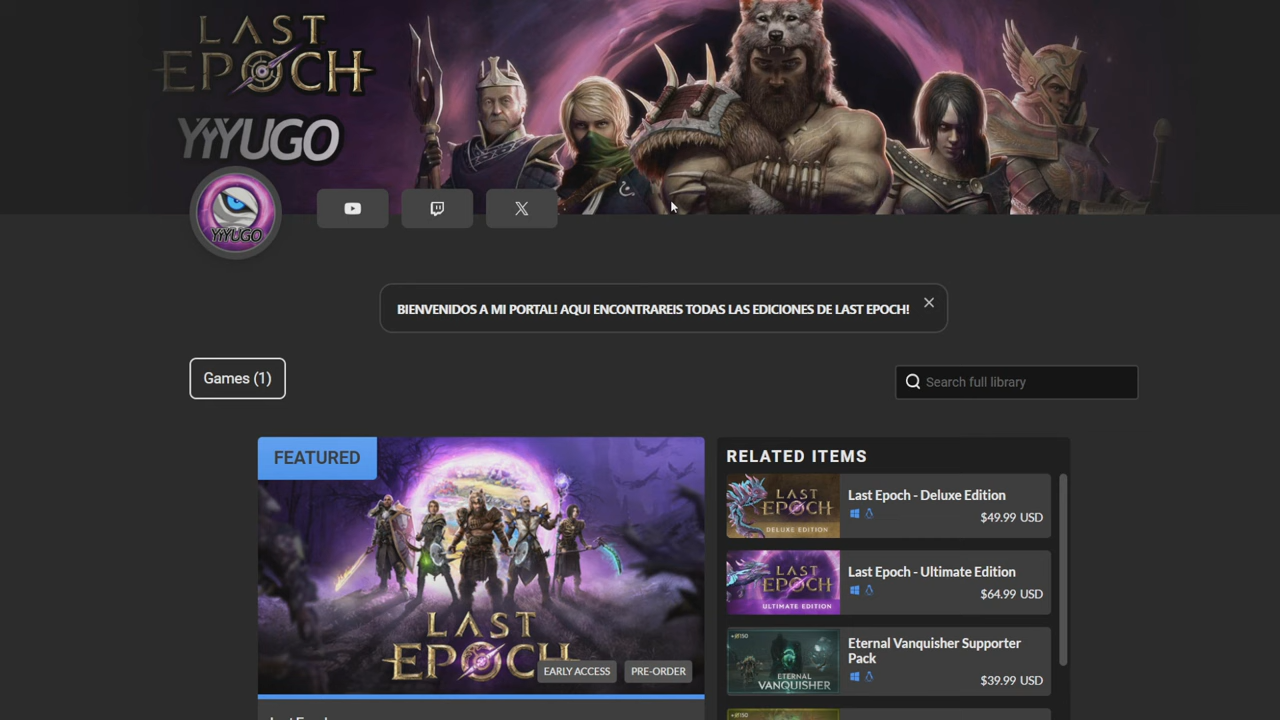 LAST
EPOCH
YYYUGO
YYYUGO
BIENVENIDOS A MI PORTAL! AQUI ENCONTRAREIS TODAS LAS EDICIONES DE LAST EPOCH!
Games (1)
Search full library
FEATURED
LAST
EPOCH
EARLY ACCESS
PRE-ORDER
RELATED ITEMS
LAST
EPOCH
DELUXE EDITION
Last Epoch - Deluxe Edition
$49.99 USD
LAST
EPOCH
ULTIMATE EDITION
Last Epoch - Ultimate Edition
$64.99 USD
ETERNAL
VANQUISHER
Eternal Vanquisher Supporter
Pack
$39.99 USD